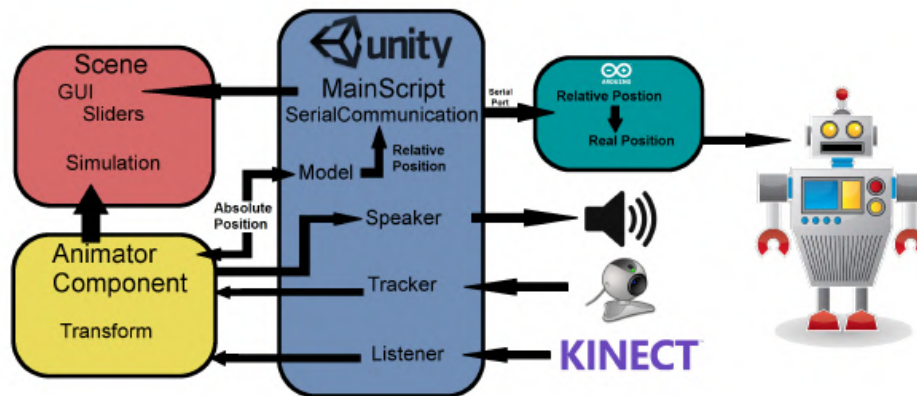 Scene
GUI
Sliders
Simulation
Animator
Component
Transform
Absolute
Position
unity
MainScript
SerialCommunication
Model
Relative
Position
Speaker
Tracker
Listener
Serial
Port
ARDUINO
Relative Postion
Real Position
KINECT